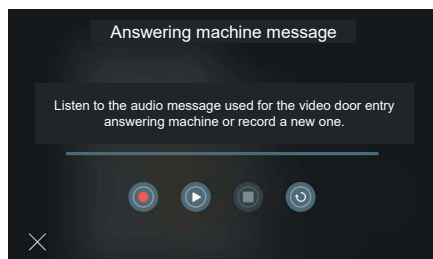 Answering machine message
Listen to the audio message used for the video door entry
answering machine or record a new one.